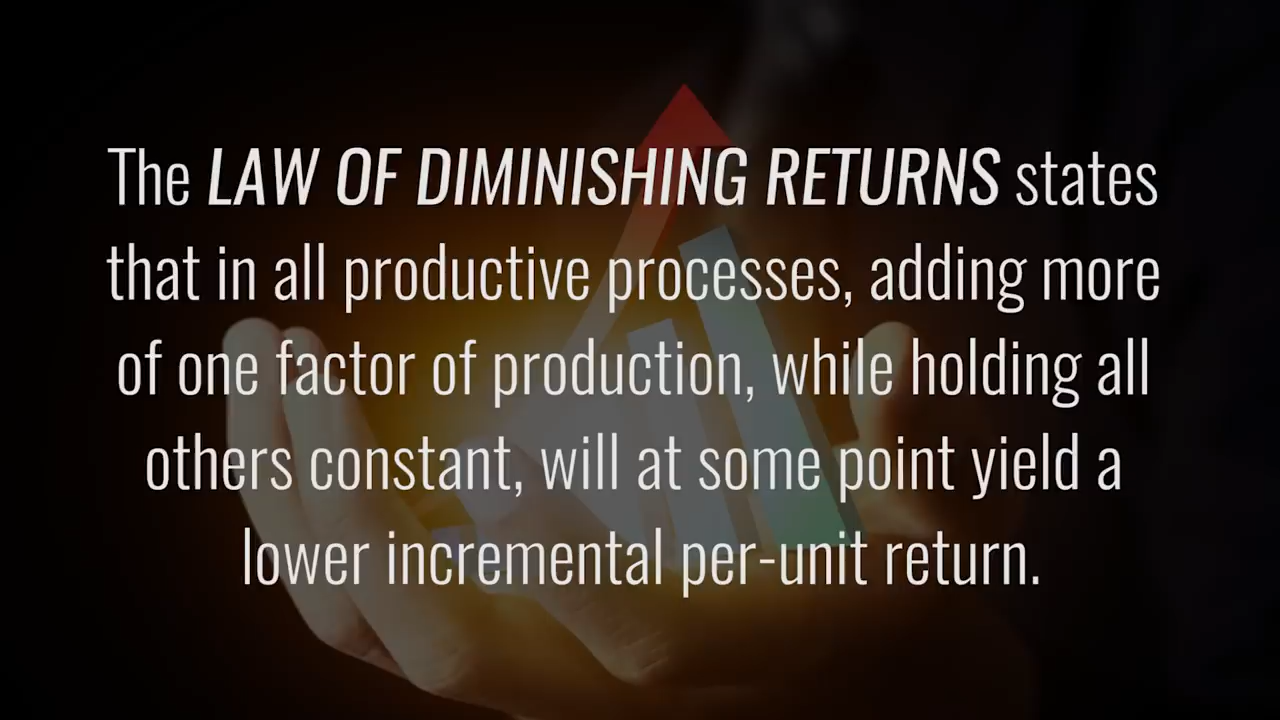 The LAW OF DIMINISHING RETURNS states
that in all productive processes, adding more
of one factor of production, while holding all
others constant, will at some point yield a
lower incremental per-unit return.